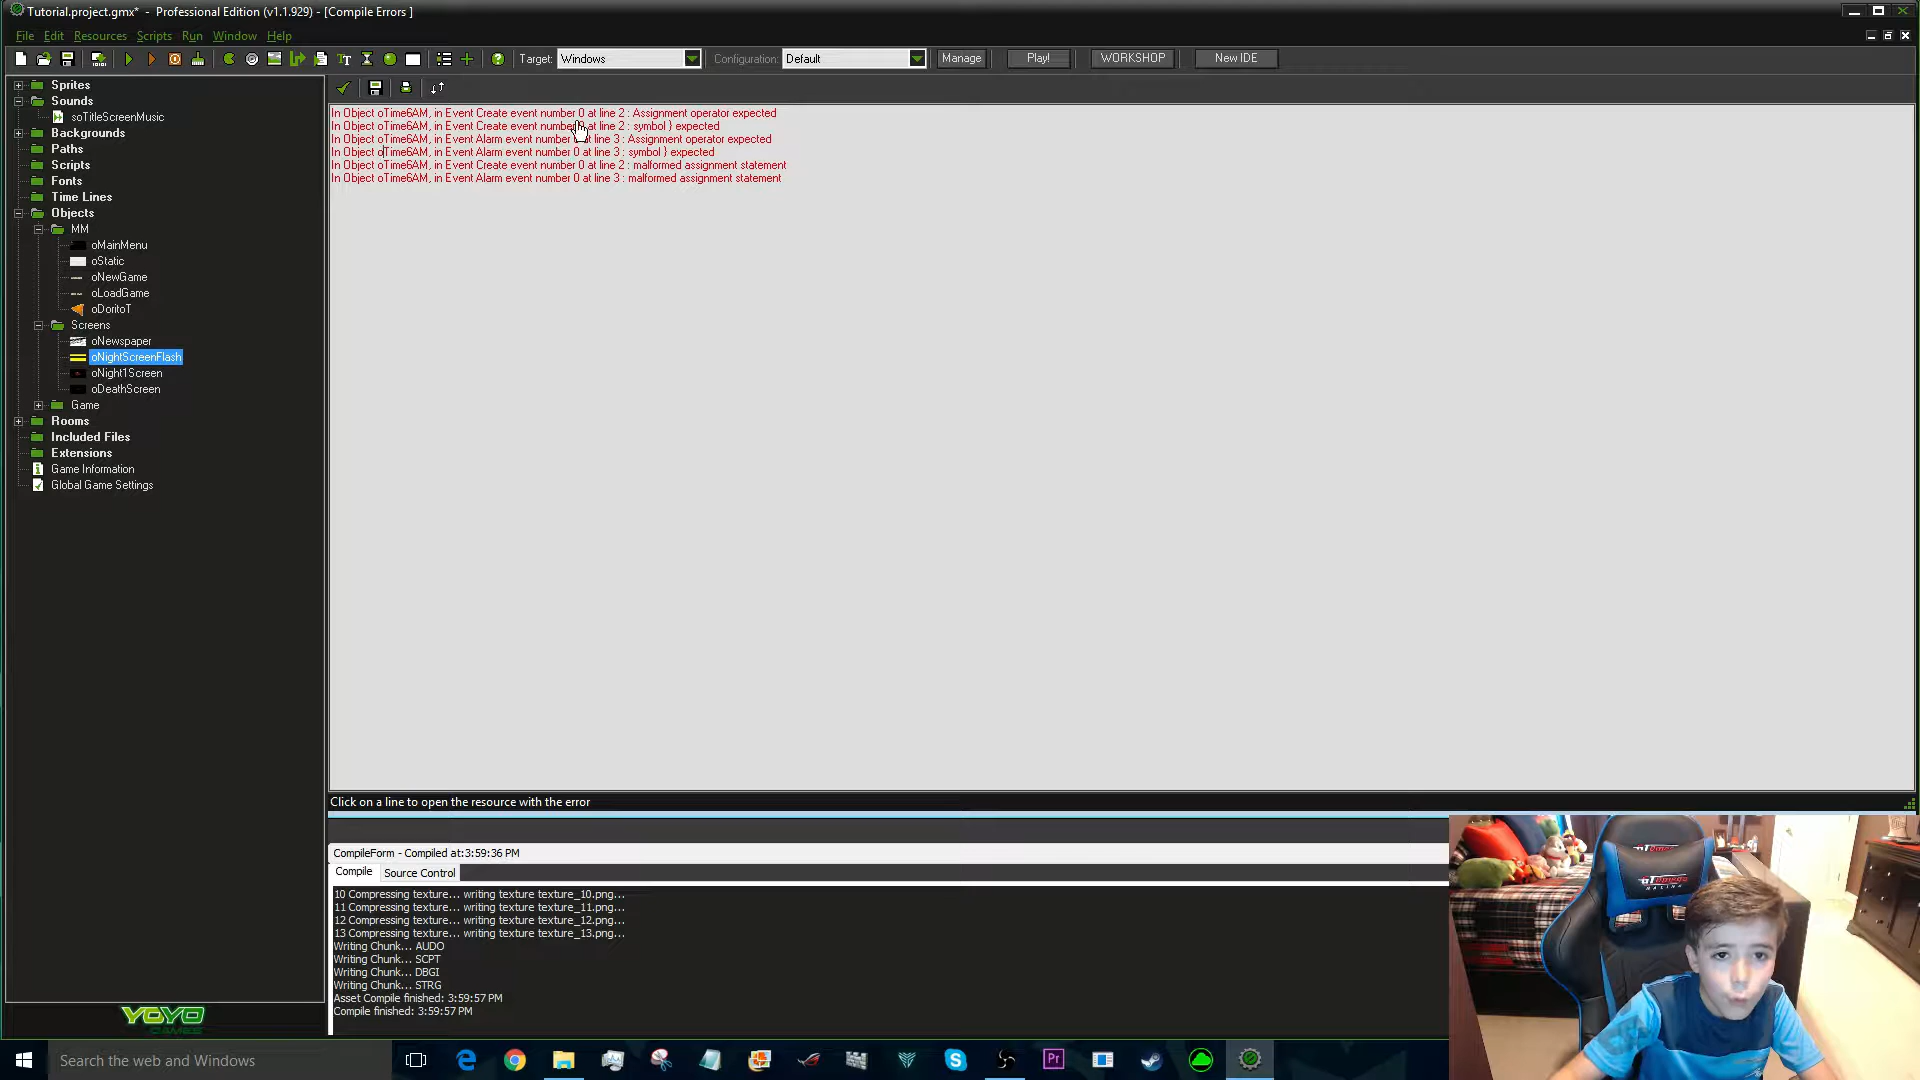 Tutorial.project.gmx* - Professional Edition (v1.1.929) - [Compile Errors ]
File Edit Resources Scripts Run Window Help
Target: Windows Configuration: Default Manage Play! WORKSHOP New IDE
Sprites
Sounds
soTitleScreenMusic
Backgrounds
Paths
Scripts
Fonts
Time Lines
Objects
MM
oMainMenu
oStatic
oNewGame
oLoadGame
oDoritoT
Screens
oNewspaper
oNightScreenFlash
oNight1Screen
oDeathScreen
Game
Rooms
Included Files
Extensions
Game Information
Global Game Settings
YOYO
GAMES
In Object oTime6AM, in Event Create event number 0 at line 2 : Assignment operator expected
In Object oTime6AM, in Event Create event number 0 at line 2 : symbol } expected
In Object oTime6AM, in Event Alarm event number 0 at line 3 : Assignment operator expected
In Object oTime6AM, in Event Alarm event number 0 at line 3 : symbol } expected
In Object oTime6AM, in Event Create event number 0 at line 2 : malformed assignment statement
In Object oTime6AM, in Event Alarm event number 0 at line 3 : malformed assignment statement
Click on a line to open the resource with the error
CompileForm - Compiled at:3:59:36 PM
Compile Source Control
10 Compressing texture... writing texture texture_10.png...
11 Compressing texture... writing texture texture_11.png...
12 Compressing texture... writing texture texture_12.png...
13 Compressing texture... writing texture texture_13.png...
Writing Chunk... AUDO
Writing Chunk... SCPT
Writing Chunk... DBGI
Writing Chunk... STRG
Asset Compile finished: 3:59:57 PM
Compile finished: 3:59:57 PM
Search the web and Windows
Pr